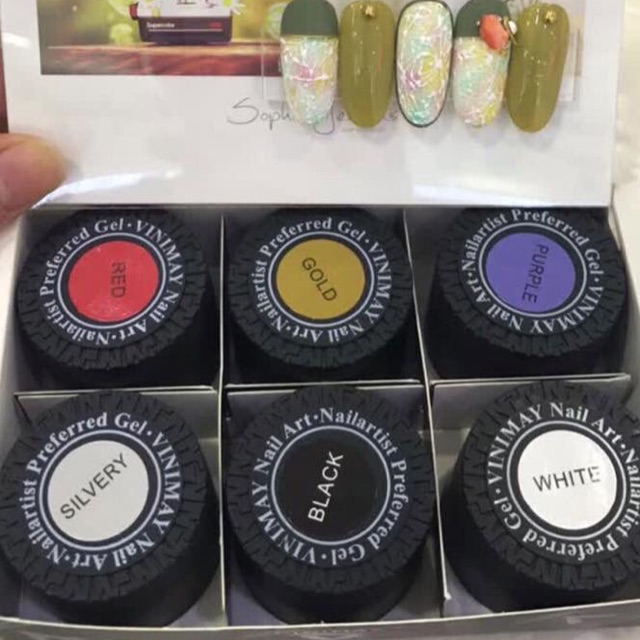 Supercolor
Preferred Gel·VINIMAY Nail Art·Nailartist
RED
Preferred Gel·VINIMAY Nail Art·Nailartist
GOLD
Nailartist Preferred Gel·VINIMAY Nail Art·
PURPLE
Preferred Gel·VINIMAY Nail Art·Nailartist
SILVERY
VINIMAY Nail Art·Nailartist Preferred Gel·
BLACK
VINIMAY Nail Art·Nailartist Preferred Gel·
WHITE